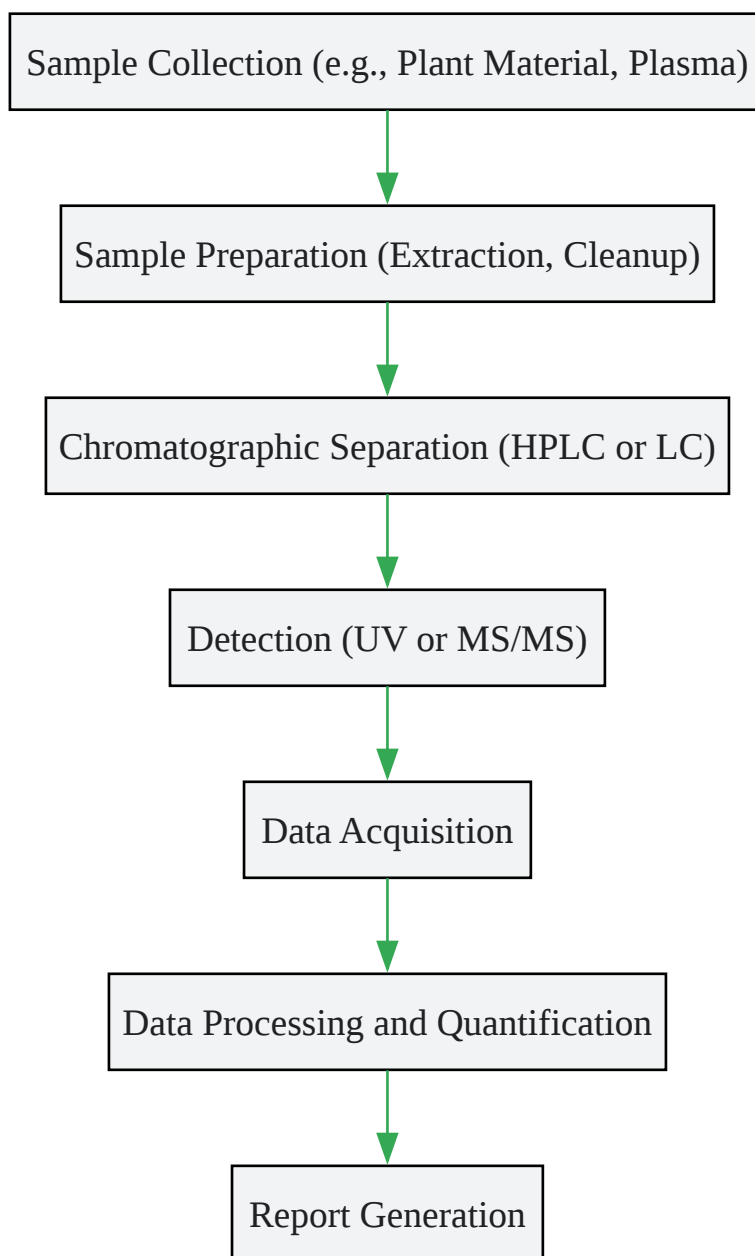 Sample Collection (e.g., Plant Material, Plasma)
Sample Preparation (Extraction, Cleanup)
Chromatographic Separation (HPLC or LC)
Detection (UV or MS/MS)
Data Acquisition
Data Processing and Quantification
Report Generation